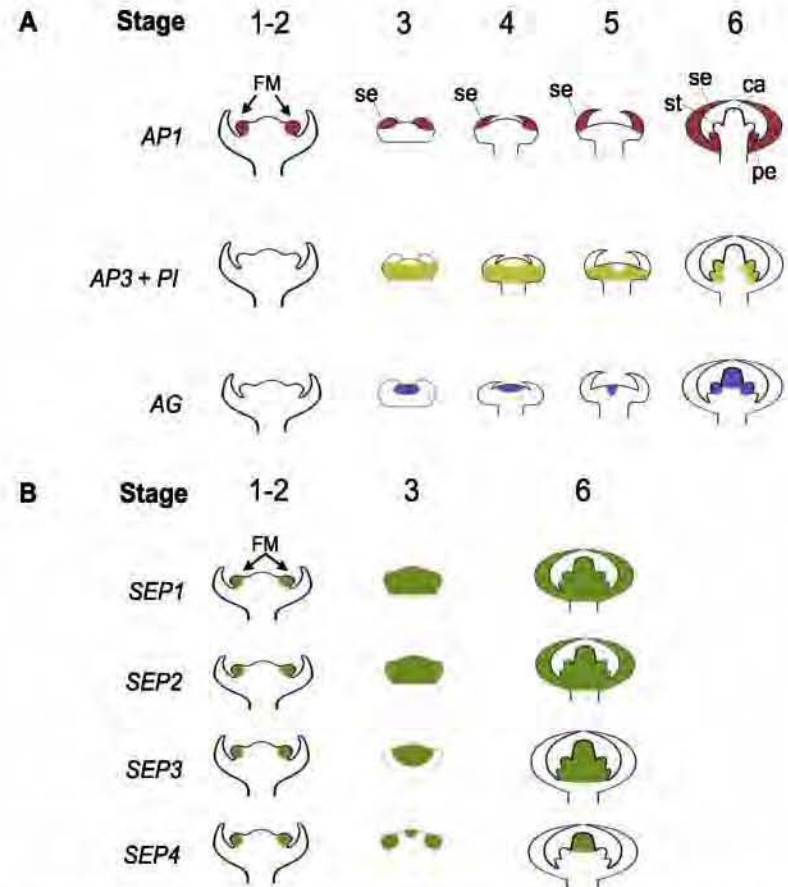 A Stage 1-2 3 4 5 6
FM se se se st se ca
AP1
pe
AP3 + PI
AG
B Stage 1-2 3 6
FM
SEP1
SEP2
SEP3
SEP4